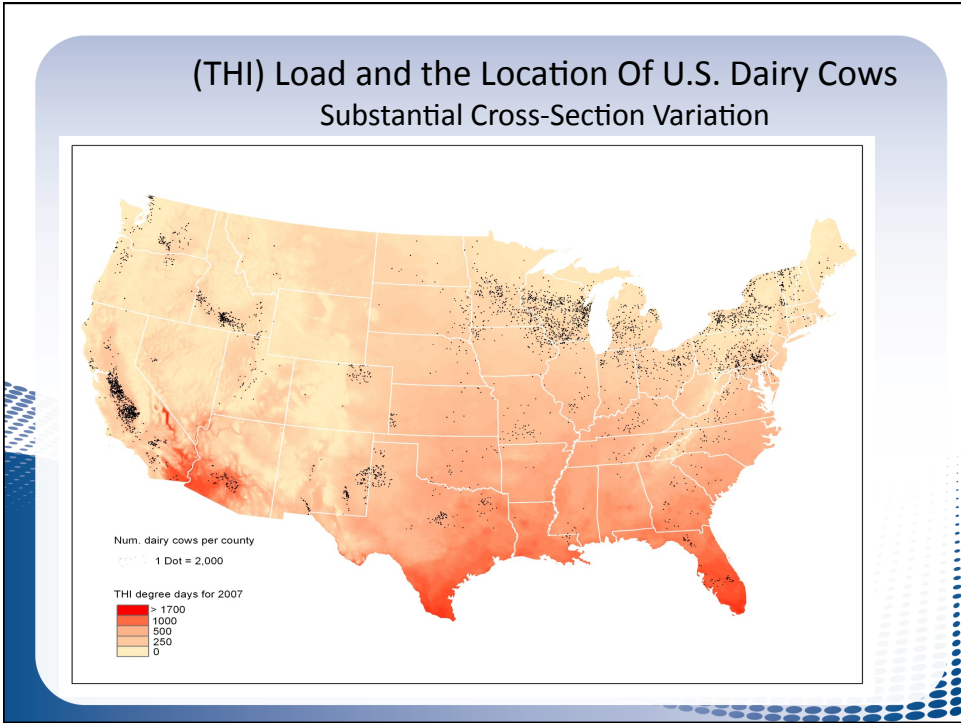 (THI) Load and the Location Of U.S. Dairy Cows
Substantial Cross-Section Variation
Num. dairy cows per county
1 Dot = 2,000
THI degree days for 2007
> 1700
1000
500
250
0